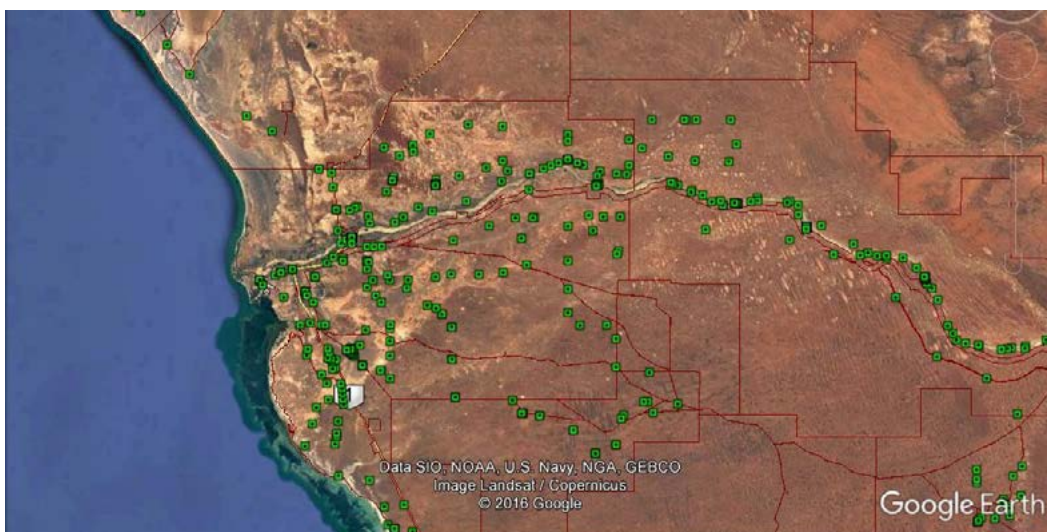 Data SIO, NOAA, U.S. Navy, NGA, GEBCO
Image Landsat / Copernicus
© 2016 Google
Google Earth